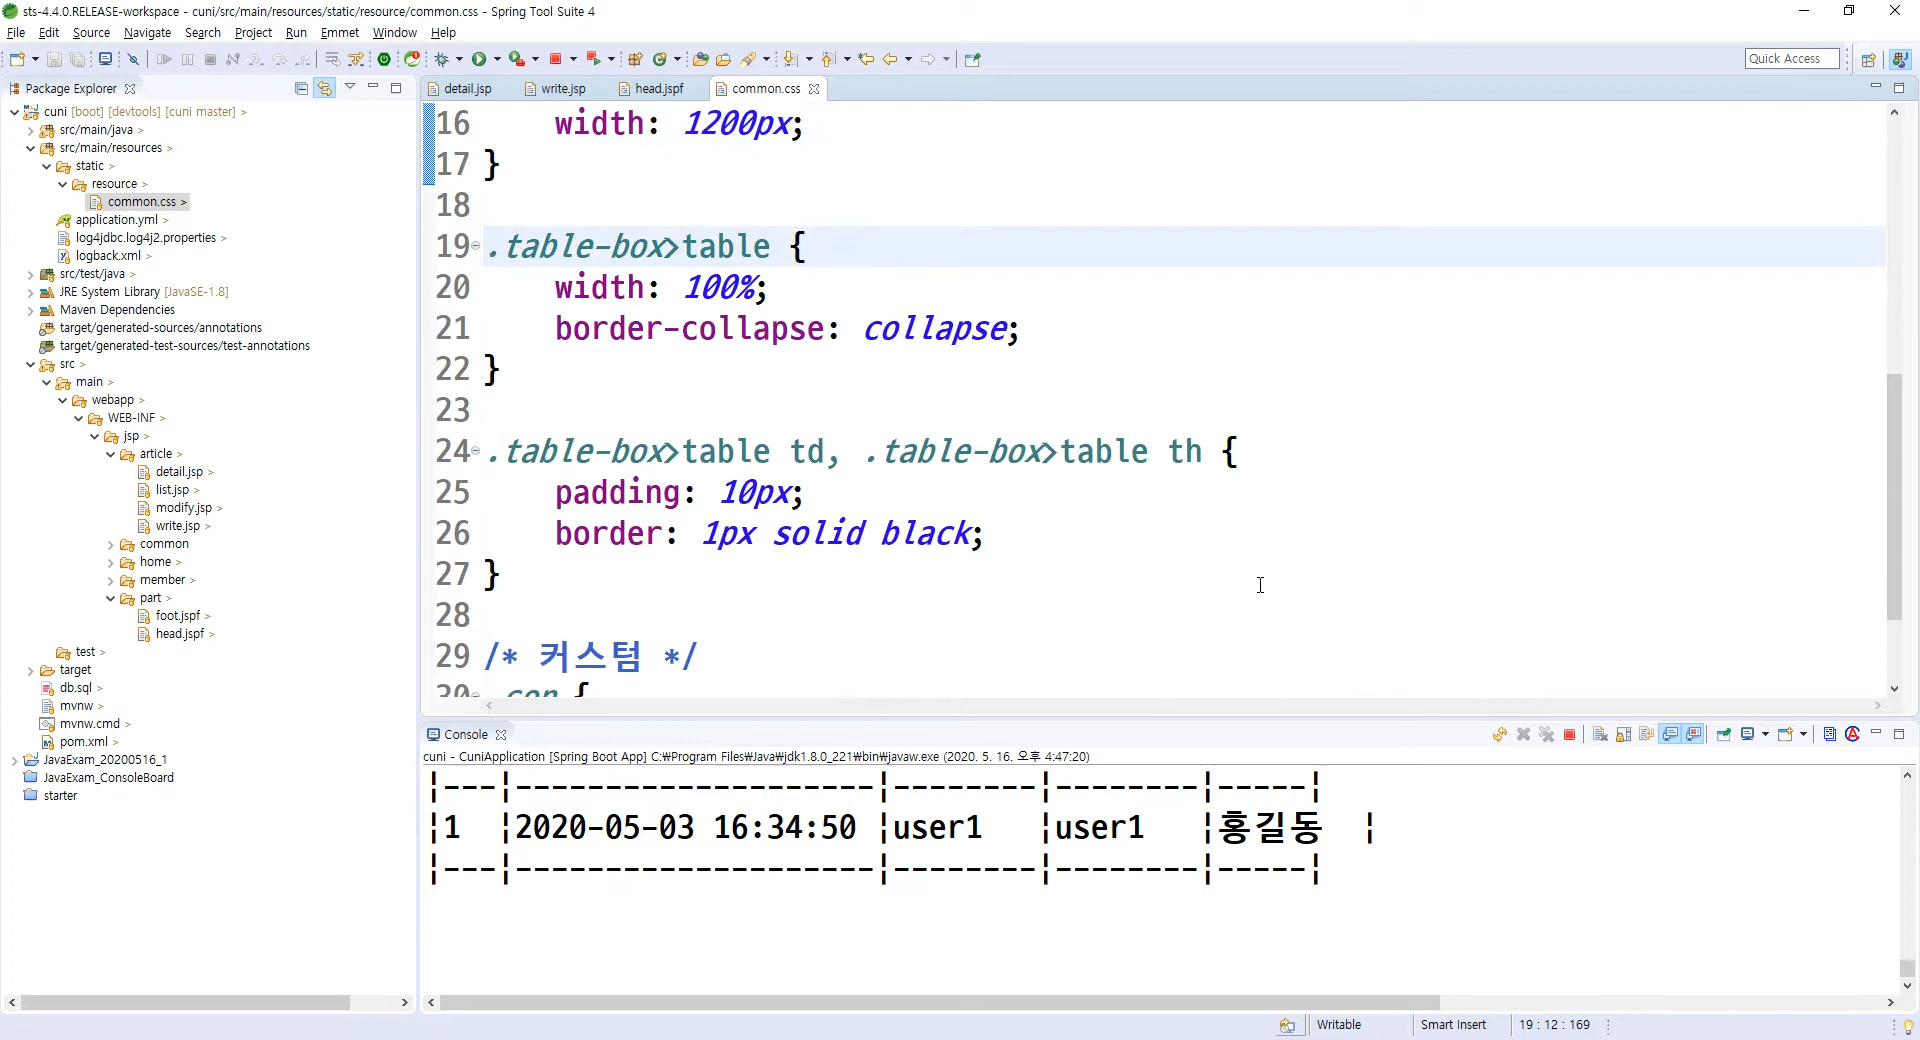 sts-4.4.0.RELEASE-workspace - cuni/src/main/resources/static/resource/common.css - Spring Tool Suite 4
File Edit Source Navigate Search Project Run Emmet Window Help
Quick Access
Package Explorer
cuni [boot] [devtools] [cuni master] >
src/main/java >
src/main/resources >
static >
resource >
common.css >
application.yml >
log4jdbc.log4j2.properties >
logback.xml >
src/test/java >
JRE System Library [JavaSE-1.8]
Maven Dependencies
target/generated-sources/annotations
target/generated-test-sources/test-annotations
src >
main >
webapp >
WEB-INF >
jsp >
article >
detail.jsp >
list.jsp >
modify.jsp >
write.jsp >
common
home >
member >
part >
foot.jspf >
head.jspf >
test >
target
db.sql >
mvnw >
mvnw.cmd >
pom.xml >
JavaExam_20200516_1
JavaExam_ConsoleBoard
starter
detail.jsp write.jsp head.jspf common.css
16 width: 1200px;
17 }
18
19 .table-box>table {
20 width: 100%;
21 border-collapse: collapse;
22 }
23
24 .table-box>table td, .table-box>table th {
25 padding: 10px;
26 border: 1px solid black;
27 }
28
29 /* 커스텀 */
30 .con {
Console
cuni - CuniApplication [Spring Boot App] C:₩Program Files₩Java₩jdk1.8.0_221₩bin₩javaw.exe (2020. 5. 16. 오후 4:47:20)
|---|--------------------|--------|--------|-----|
|1 |2020-05-03 16:34:50 |user1 |user1 |홍길동 |
|---|--------------------|--------|--------|-----|
Writable Smart Insert 19 : 12 : 169